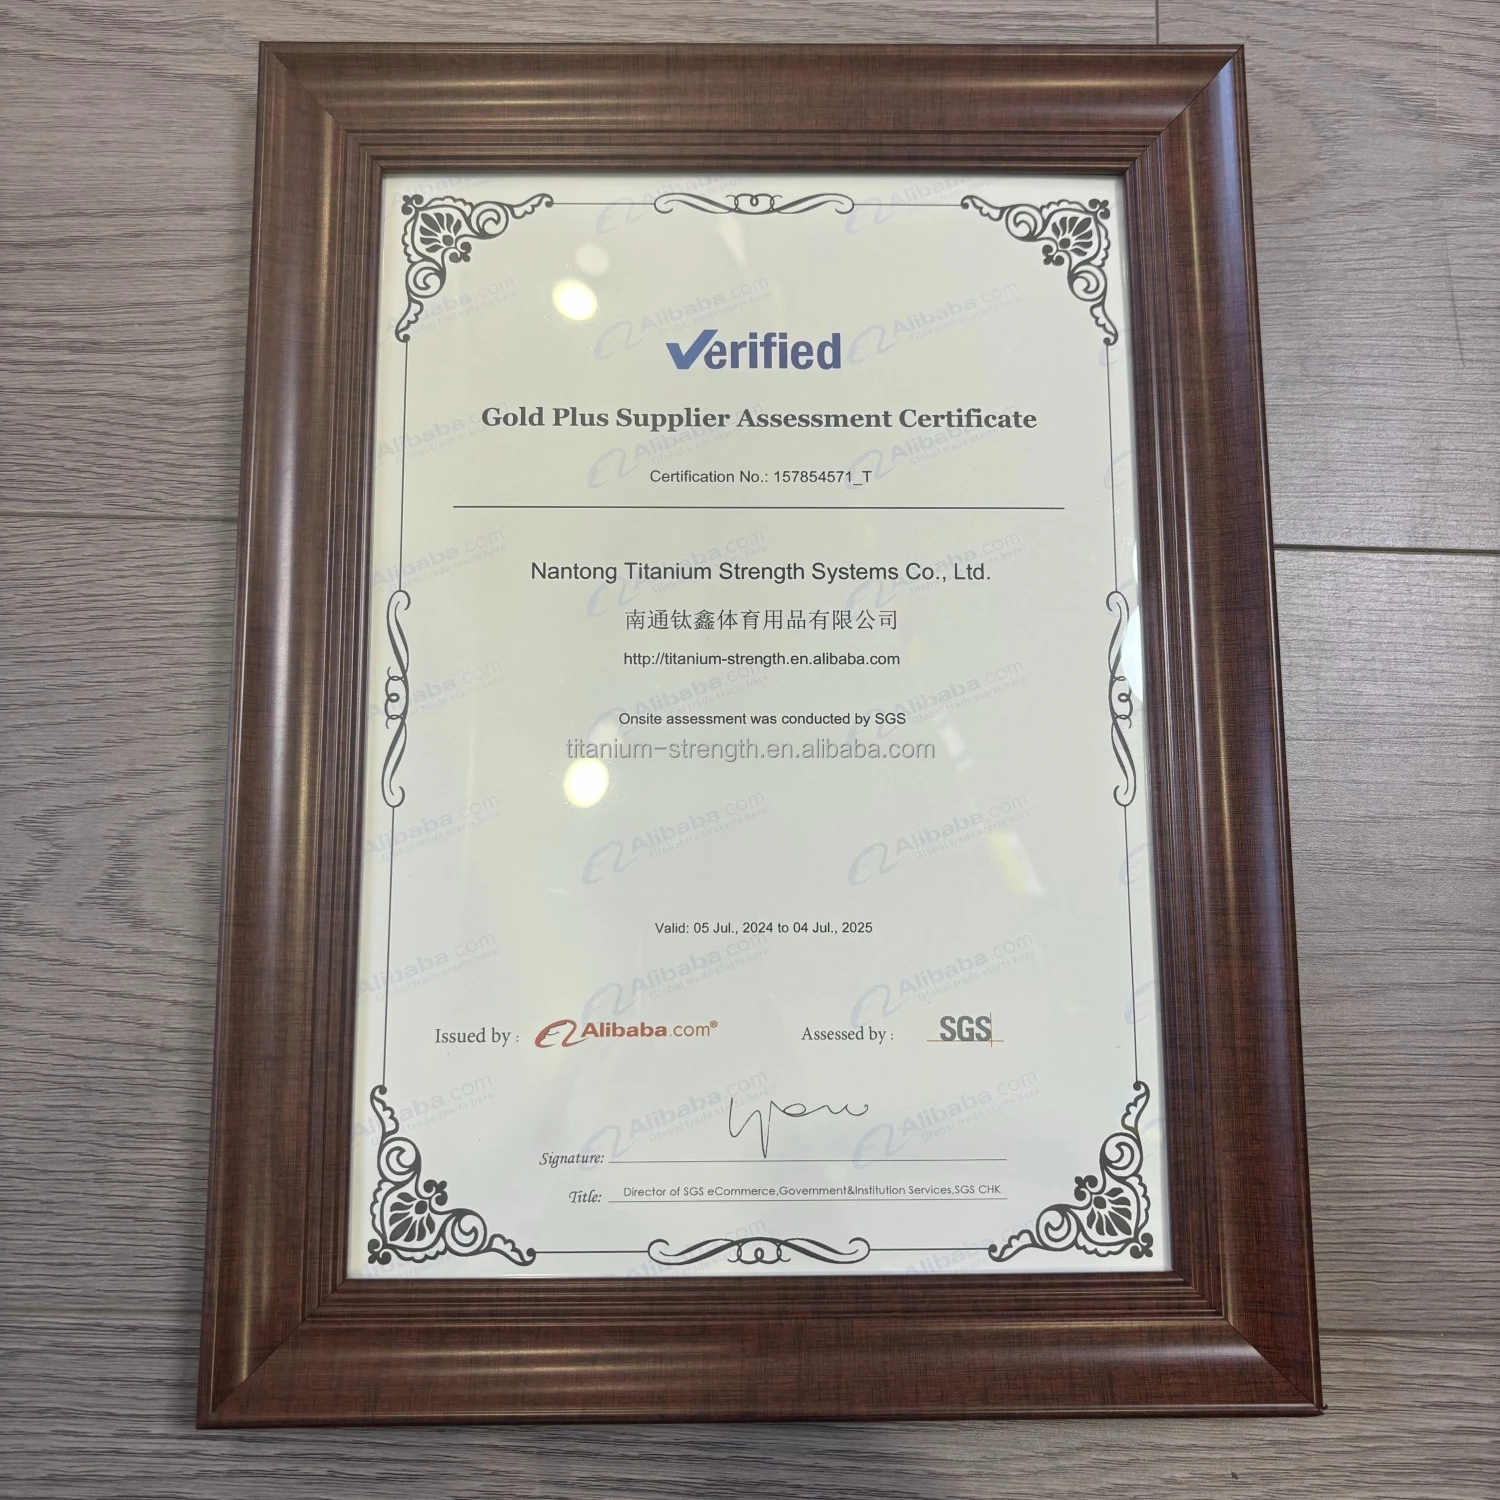 Verified
Gold Plus Supplier Assessment Certificate
Certification No.: 157854571_T
Nantong Titanium Strength Systems Co., Ltd.
南通钛鑫体育用品有限公司
http://titanium-strength.en.alibaba.com
Onsite assessment was conducted by SGS
titanium-strength.en.alibaba.com
Valid: 05 Jul., 2024 to 04 Jul., 2025
Issued by : Alibaba.com® Assessed by : SGS
Signature:
Title: Director of SGS eCommerce,Government&Institution Services,SGS CHK